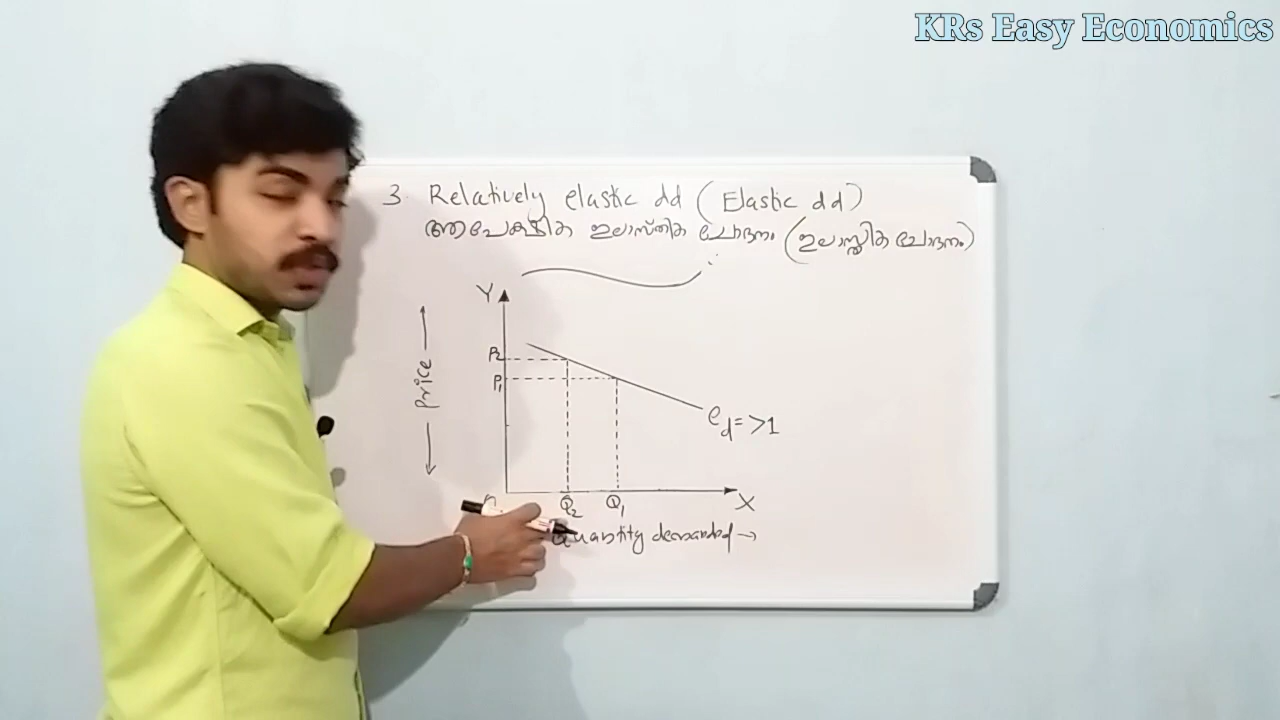 KRs Easy Economics
3. Relatively elastic dd (Elastic dd)
ആപേക്ഷിക ഇലാസ്തിക ചോദനം (ഇലാസ്തിക ചോദനം)
Y
P2
P1
Price
ed = >1
Q2 Q1 X
Quantity demanded →